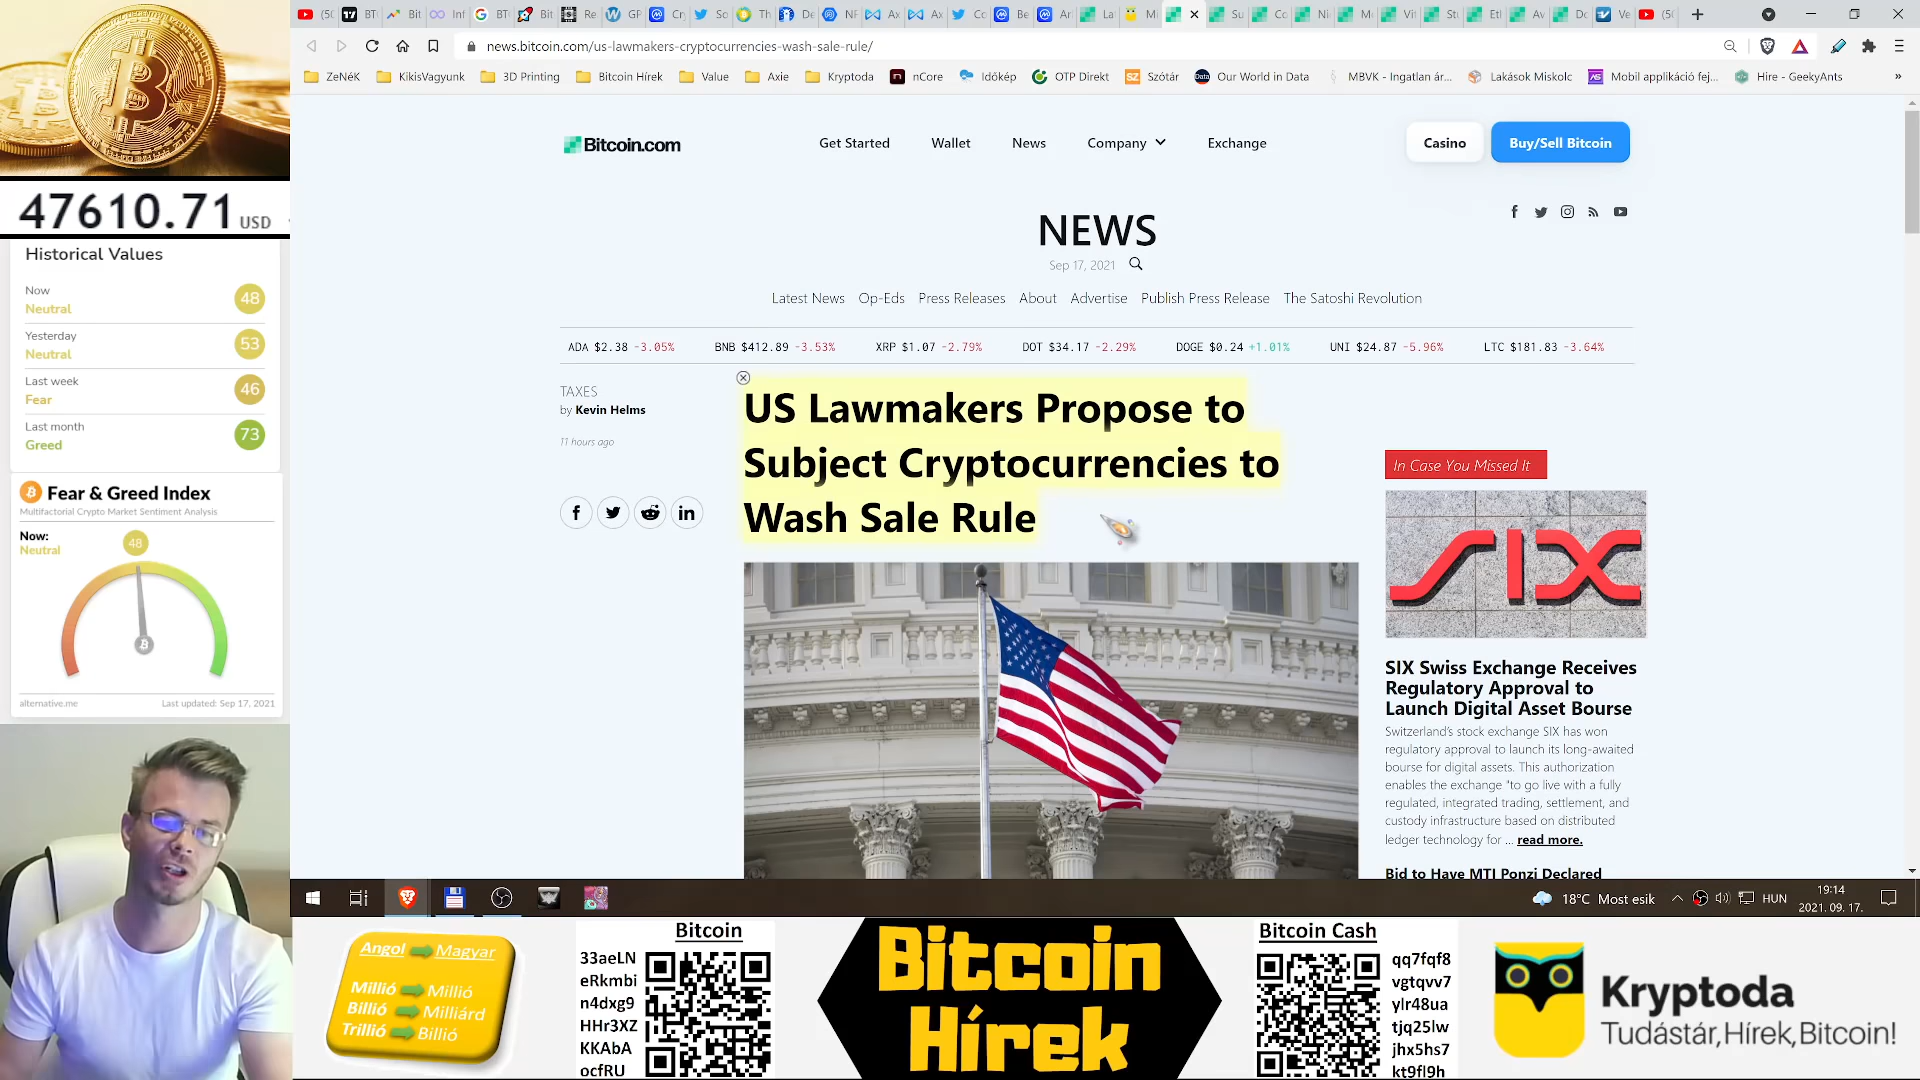 news.bitcoin.com/us-lawmakers-cryptocurrencies-wash-sale-rule/
ZeNéK
KikisVagyunk
3D Printing
Bitcoin Hírek
Value
Axie
Kryptoda
nCore
Időkép
OTP Direkt
Szótár
Our World in Data
MBVK - Ingatlan ár...
Lakások Miskolc
Mobil applikáció fej...
Hire - GeekyAnts
»
Bitcoin.com
Get Started
Wallet
News
Company
Exchange
Casino
Buy/Sell Bitcoin
NEWS
Sep 17, 2021
Latest News
Op-Eds
Press Releases
About
Advertise
Publish Press Release
The Satoshi Revolution
ADA $2.38 -3.05%
BNB $412.89 -3.53%
XRP $1.07 -2.79%
DOT $34.17 -2.29%
DOGE $0.24 +1.01%
UNI $24.87 -5.96%
LTC $181.83 -3.64%
TAXES
by Kevin Helms
11 hours ago
US Lawmakers Propose to
Subject Cryptocurrencies to
Wash Sale Rule
In Case You Missed It
SIX
SIX Swiss Exchange Receives
Regulatory Approval to
Launch Digital Asset Bourse
Switzerland's stock exchange SIX has won
regulatory approval to launch its long-awaited
bourse for digital assets. This authorization
enables the exchange "to go live with a fully
regulated, integrated trading, settlement, and
custody infrastructure based on distributed
ledger technology for ... read more.
Bid to Have MTI Ponzi Declared
47610.71 USD
Historical Values
Now
Neutral
48
Yesterday
Neutral
53
Last week
Fear
46
Last month
Greed
73
Fear & Greed Index
Multifactorial Crypto Market Sentiment Analysis
Now:
Neutral
48
alternative.me
Last updated: Sep 17, 2021
18°C Most esik
HUN
19:14
2021. 09. 17.
Angol Magyar
Millió Millió
Billió Milliárd
Trillió Billió
Bitcoin
33aeLN
eRkmbi
n4dxg9
HHr3XZ
KKAbA
ocfRU
Bitcoin
Hírek
Bitcoin Cash
qq7fqf8
vgtqvv7
ylr48ua
tjq25lw
jhx5hs7
kt9fl9h
Kryptoda
Tudástár,Hírek,Bitcoin!